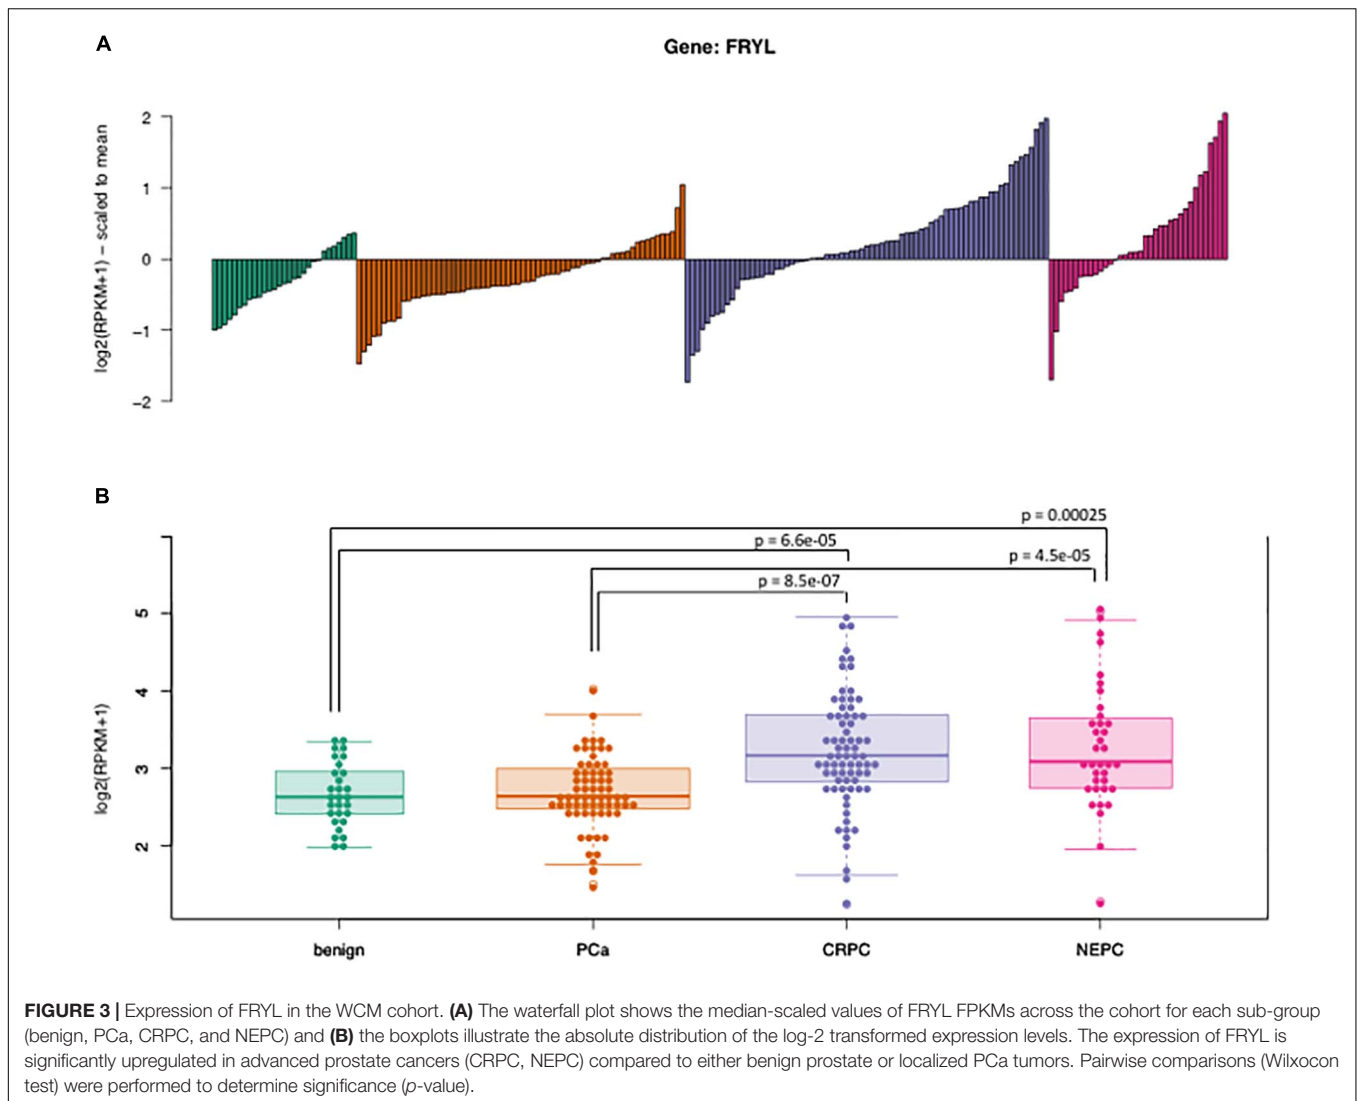 A
Gene: FRYL
log2(RPKM+1) − scaled to mean
2
1
0
−1
−2
B
p = 0.00025
p = 6.6e-05
p = 4.5e-05
p = 8.5e-07
log2(RPKM+1)
5
4
3
2
benign
PCa
CRPC
NEPC
FIGURE 3 | Expression of FRYL in the WCM cohort. (A) The waterfall plot shows the median-scaled values of FRYL FPKMs across the cohort for each sub-group
(benign, PCa, CRPC, and NEPC) and (B) the boxplots illustrate the absolute distribution of the log-2 transformed expression levels. The expression of FRYL is
significantly upregulated in advanced prostate cancers (CRPC, NEPC) compared to either benign prostate or localized PCa tumors. Pairwise comparisons (Wilxocon
test) were performed to determine significance (p-value).